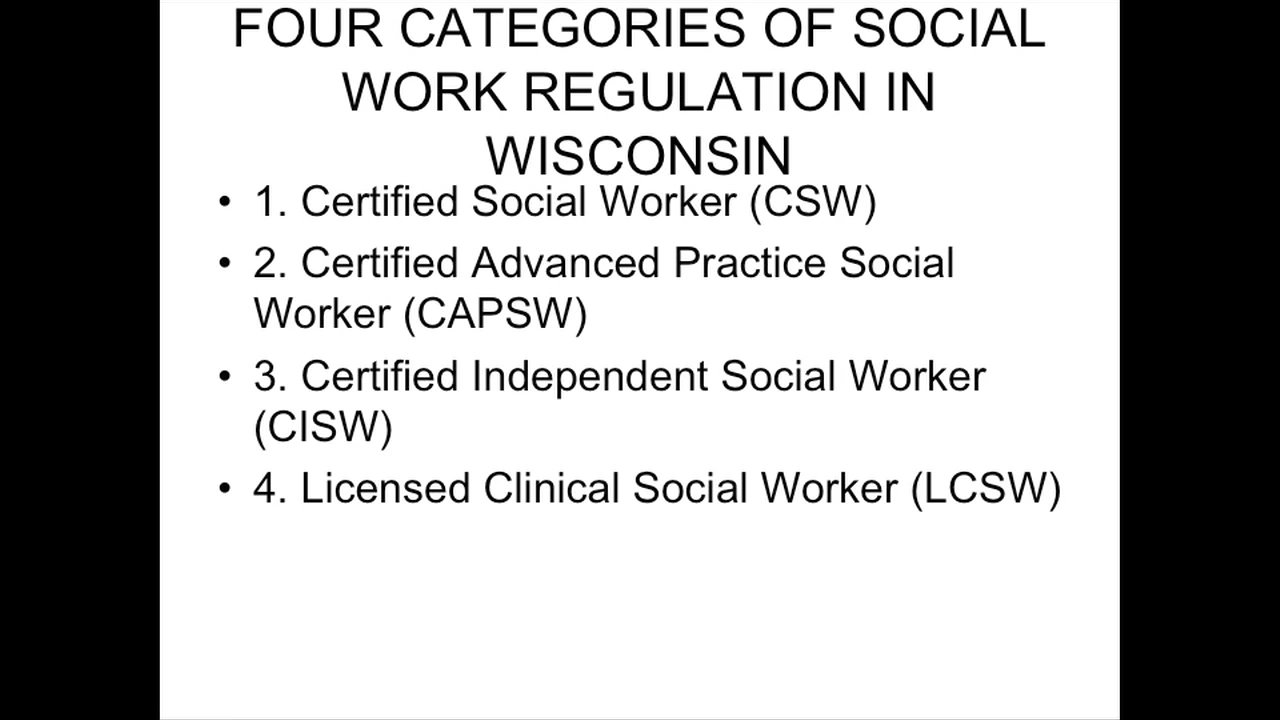 FOUR CATEGORIES OF SOCIAL
WORK REGULATION IN
WISCONSIN
• 1. Certified Social Worker (CSW)
• 2. Certified Advanced Practice Social
Worker (CAPSW)
• 3. Certified Independent Social Worker
(CISW)
• 4. Licensed Clinical Social Worker (LCSW)